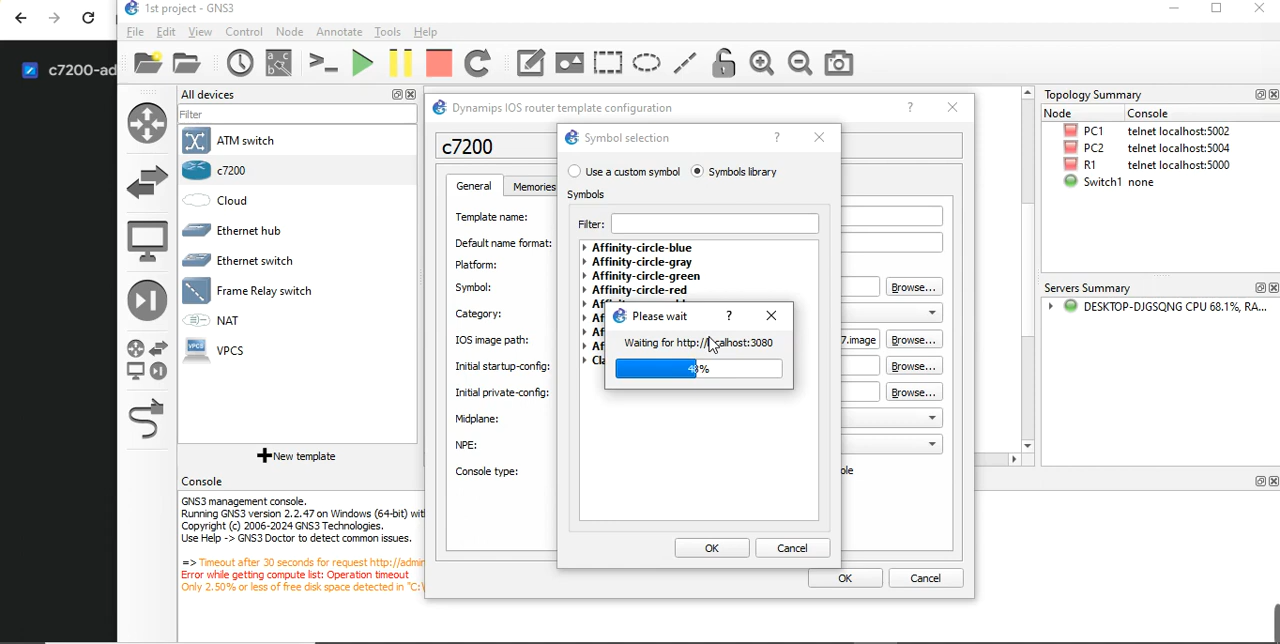 1st project - GNS3
File Edit View Control Node Annotate Tools Help
c7200-ad
All devices
Filter
ATM switch
c7200
Cloud
Ethernet hub
Ethernet switch
Frame Relay switch
NAT
VPCS
New template
Dynamips IOS router template configuration
c7200
General Memories
Template name:
Default name format:
Platform:
Symbol: Browse...
Category:
IOS image path: 7.image Browse...
Initial startup-config: Browse...
Initial private-config: Browse...
Midplane:
NPE:
Console type:
OK Cancel
Symbol selection
Use a custom symbol Symbols library
Symbols
Filter:
Affinity-circle-blue
Affinity-circle-gray
Affinity-circle-green
Affinity-circle-red
Please wait
Waiting for http://localhost:3080
OK Cancel
Topology Summary
Node Console
PC1 telnet localhost:5002
PC2 telnet localhost:5004
R1 telnet localhost:5000
Switch1 none
Servers Summary
DESKTOP-DJGSQNG CPU 68.1%, RA...
Console
GNS3 management console.
Running GNS3 version 2.2.47 on Windows (64-bit) wit
Copyright (c) 2006-2024 GNS3 Technologies.
Use Help -> GNS3 Doctor to detect common issues.
=> Timeout after 30 seconds for request http://admin
Error while getting compute list: Operation timeout
Only 2.50% or less of free disk space detected in "C:\